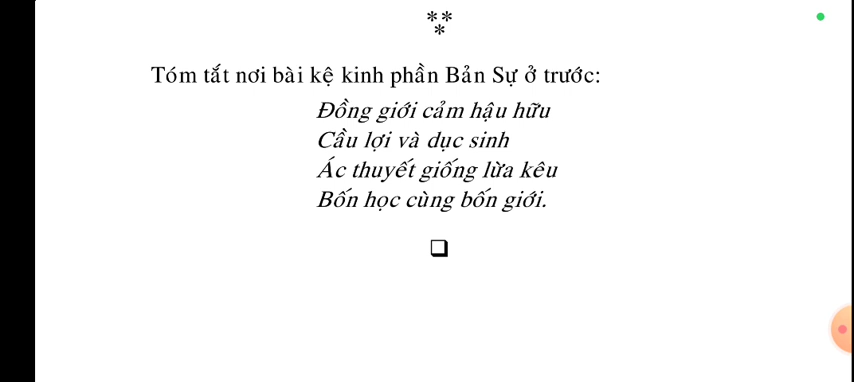 **
*
Tóm tắt nơi bài kệ kinh phần Bản Sự ở trước:
Đồng giới cảm hậu hữu
Cầu lợi và dục sinh
Ác thuyết giống lừa kêu
Bốn học cùng bốn giới.